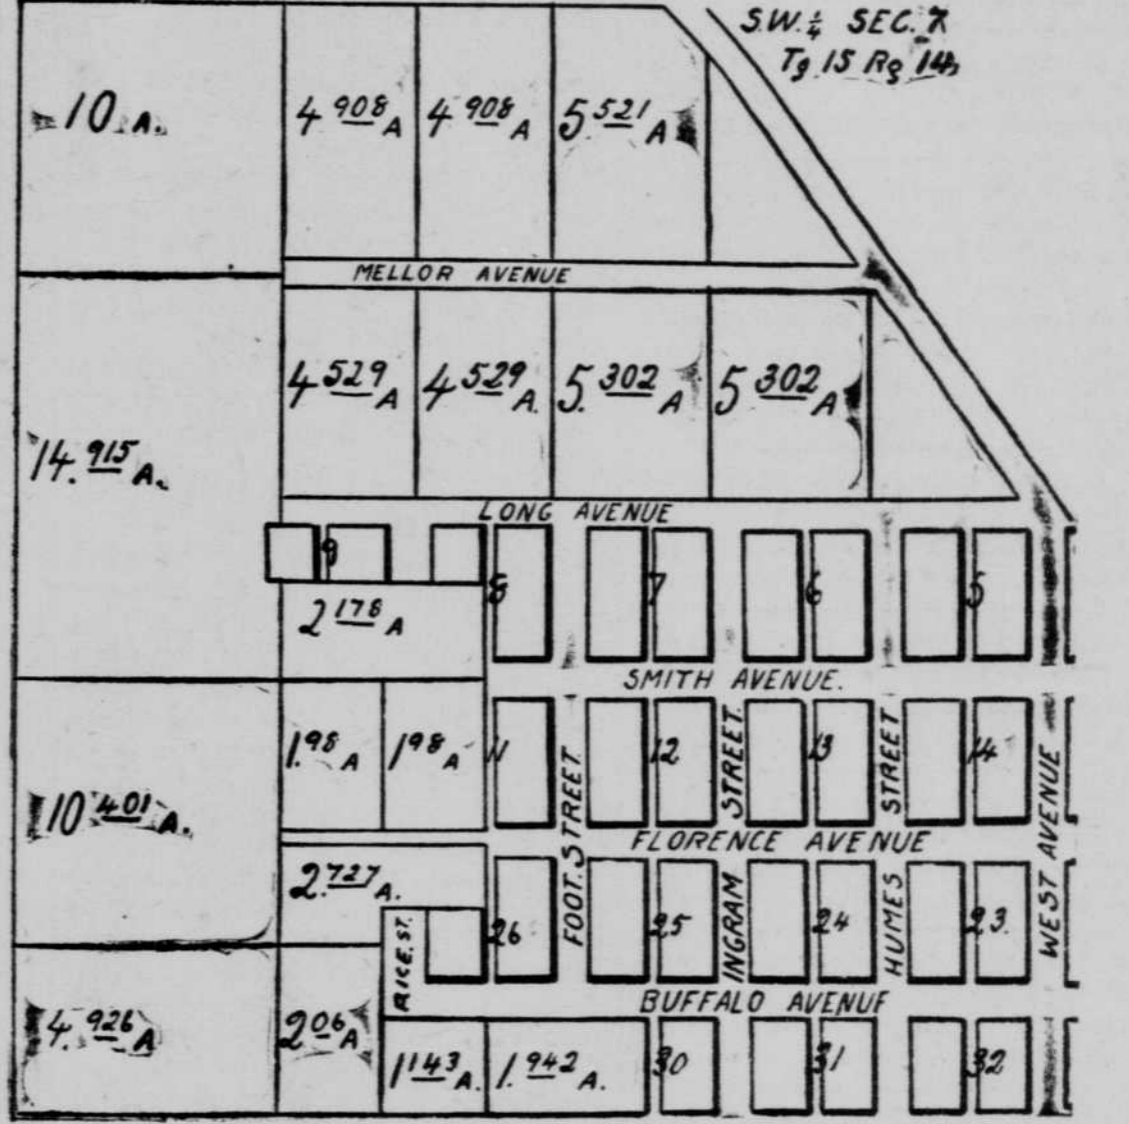 S.W. ¼ SEC. 7
Tg 15 Rg 14
10 A.
4 908 A
4 908 A
5. 521 A
MELLOR AVENUE
4 529 A
4 529 A.
5. 302 A
5 302 A
14. 915 A.
LONG AVENUE
9
8
7
6
5
2 178 A
SMITH AVENUE.
1. 98 A
1 98 A
11
12
13
14
FOOT. STREET
INGRAM STREET.
HUMES STREET
WEST AVENUE
10 401 A.
FLORENCE AVENUE
2. 727 A.
RICE. ST.
26
25
24
23.
BUFFALO AVENUE
4. 926 A
2 06 A
1 143 A.
1. 942 A.
30
31
32